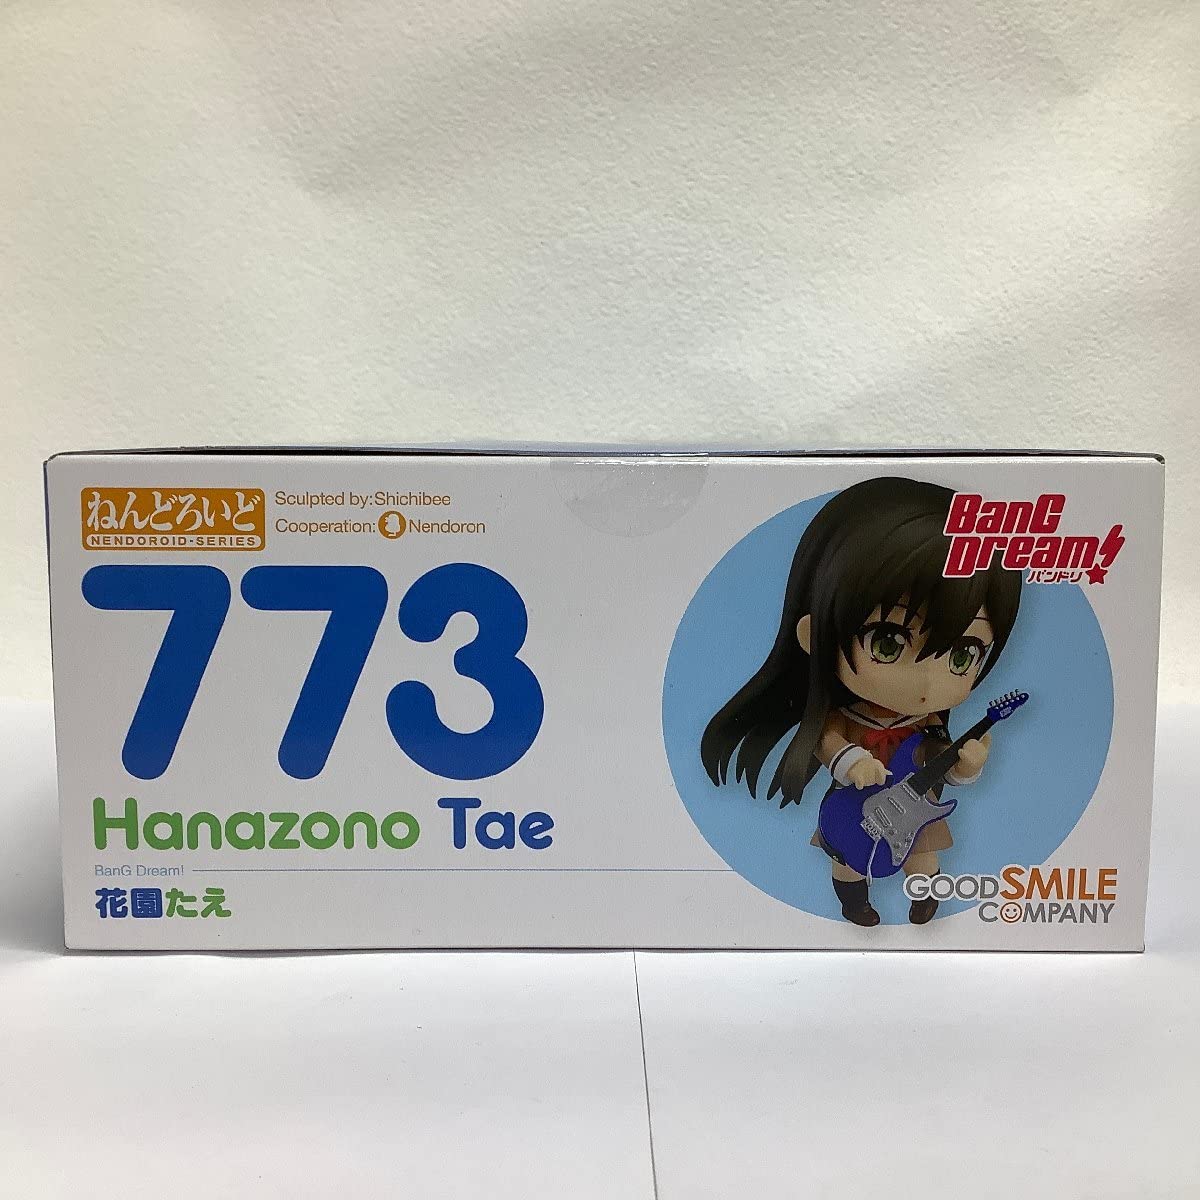 ねんどろいど
NENDOROID-SERIES
Sculpted by:Shichibee
Cooperation: Nendoron
773
Hanazono Tae
BanG Dream!
花園たえ
BanG
Dream!
バンドリ
GOOD SMILE
COMPANY